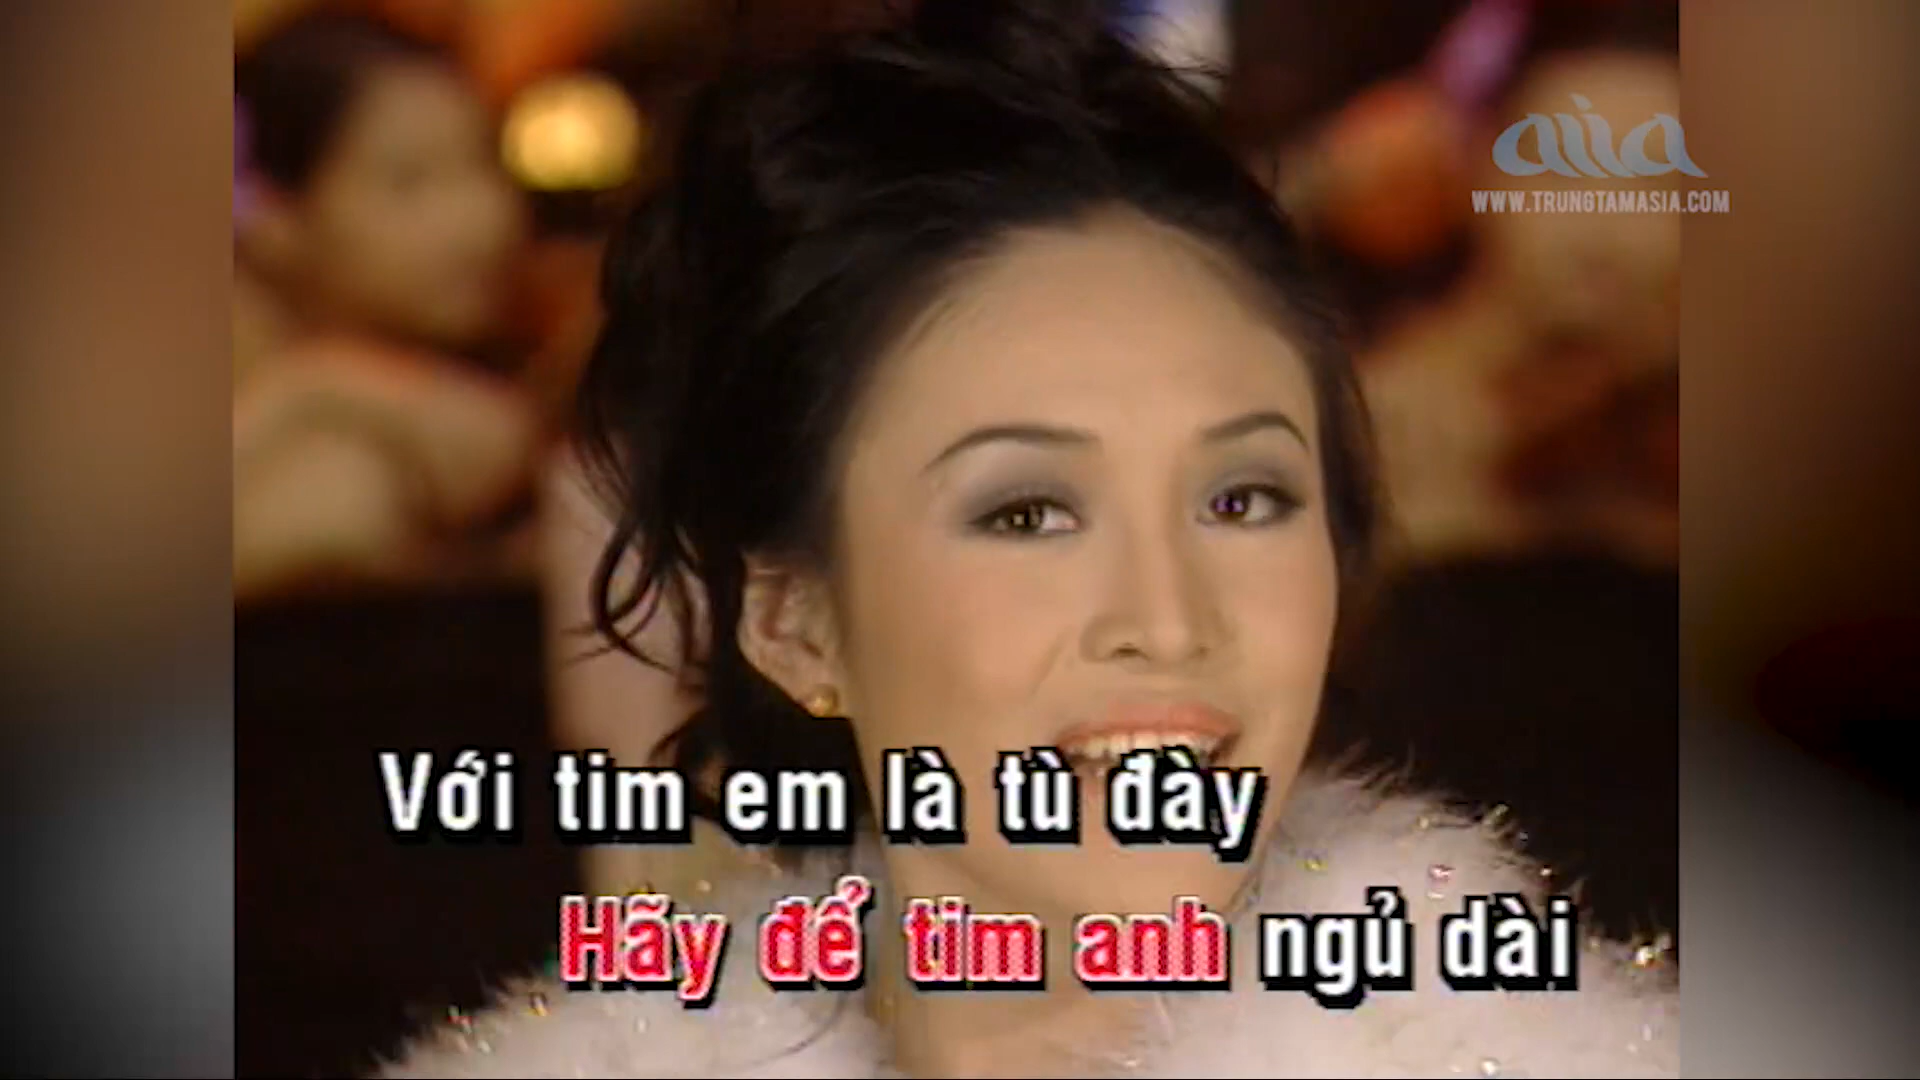 asia
WWW.TRUNGTAMASIA.COM
Với tim em là tù đày
Hãy để tim anh ngủ dài